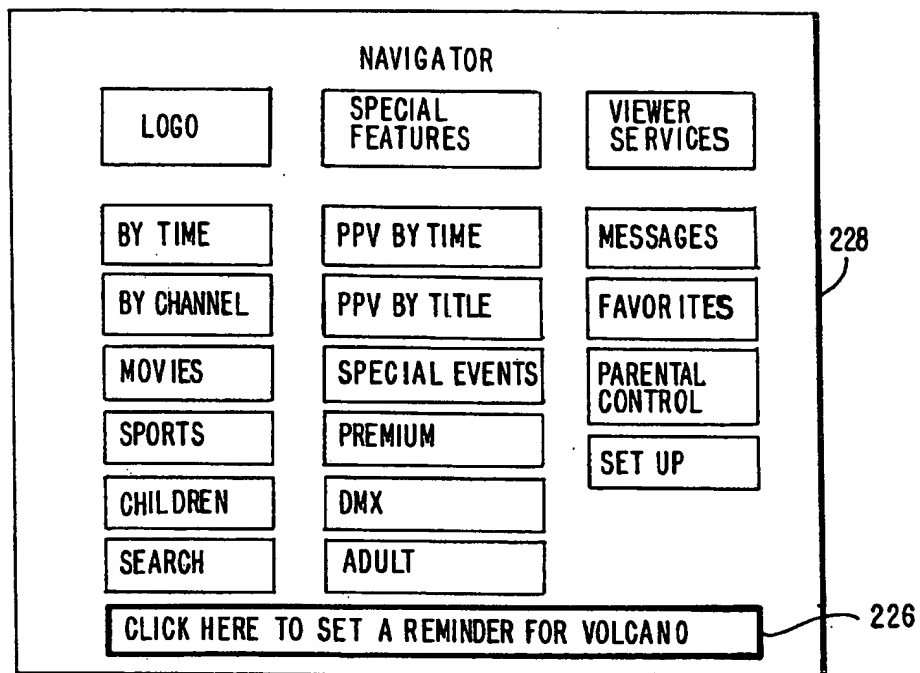 NAVIGATOR
LOGO
SPECIAL
FEATURES
VIEWER
SERVICES
BY TIME
PPV BY TIME
MESSAGES
228
BY CHANNEL
PPV BY TITLE
FAVORITES
MOVIES
SPECIAL EVENTS
PARENTAL
CONTROL
SPORTS
PREMIUM
SET UP
CHILDREN
DMX
SEARCH
ADULT
CLICK HERE TO SET A REMINDER FOR VOLCANO
226